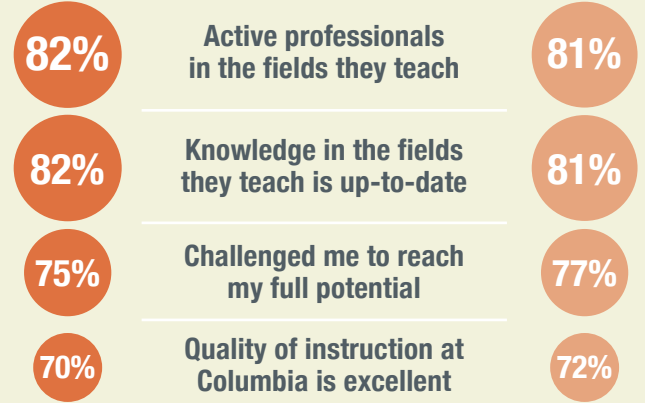 82%
Active professionals
in the fields they teach
81%
82%
Knowledge in the fields
they teach is up-to-date
81%
75%
Challenged me to reach
my full potential
77%
70%
Quality of instruction at
Columbia is excellent
72%